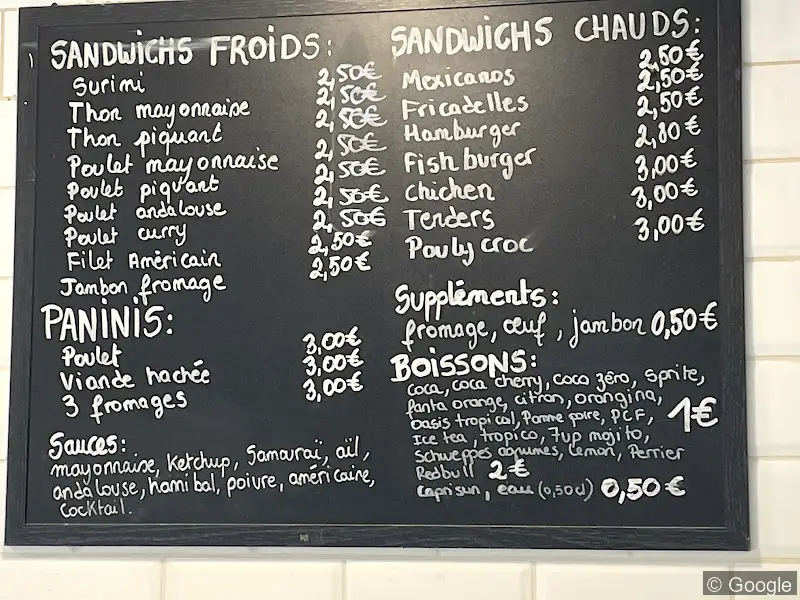 SANDWICHS FROIDS:
Surimi 2,50€
Thon mayonnaise 2,50€
Thon piquant 2,50€
Poulet mayonnaise 2,50€
Poulet piquant 2,50€
Poulet andalouse 2,50€
Poulet curry 2,50€
Filet Américain 2,50€
Jambon fromage 2,50€
PANINIS:
Poulet 3,00€
Viande hachée 3,00€
3 fromages 3,00€
Sauces:
mayonnaise, Ketchup, Samouraï, aïl,
andalouse, hanibal, poivre, américaine,
Cocktail.
SANDWICHS CHAUDS:
Mexicanos 2,50€
Fricadelles 2,50€
Hamburger 2,50€
Fish burger 2,80€
Chicken 3,00€
Tenders 3,00€
Pouly croc 3,00€
Suppléments:
fromage, œuf, jambon 0,50€
BOISSONS:
coca, coca cherry, coca zéro, Sprite,
fanta orange, citron, orangina,
oasis tropical, Pomme poire, PCF, 1€
Ice tea, tropico, 7up mojito,
Schweppes agrumes, Lemon, Perrier
Redbull 2€
caprisun, eau (0,50cl) 0,50€
© Google